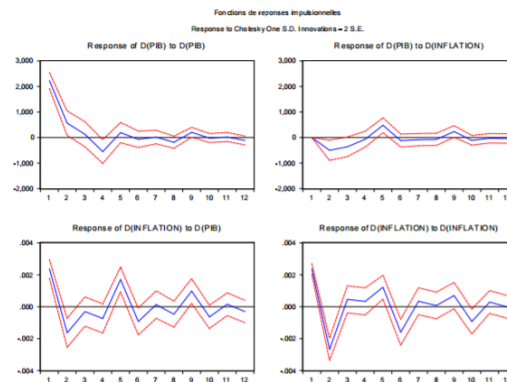 Fonctions de reponses impulsionnelles
Response to Cholesky One S.D. Innovations – 2 S.E.
Response of D(PIB) to D(PIB)
Response of D(PIB) to D(INFLATION)
3,000
2,000
1,000
0
-1,000
-2,000
1 2 3 4 5 6 7 8 9 10 11 12
3,000
2,000
1,000
0
-1,000
-2,000
1 2 3 4 5 6 7 8 9 10 11
Response of D(INFLATION) to D(PIB)
Response of D(INFLATION) to D(INFLATION)
.004
.002
.000
-.002
-.004
1 2 3 4 5 6 7 8 9 10 11 12
.004
.002
.000
-.002
-.004
1 2 3 4 5 6 7 8 9 10 11